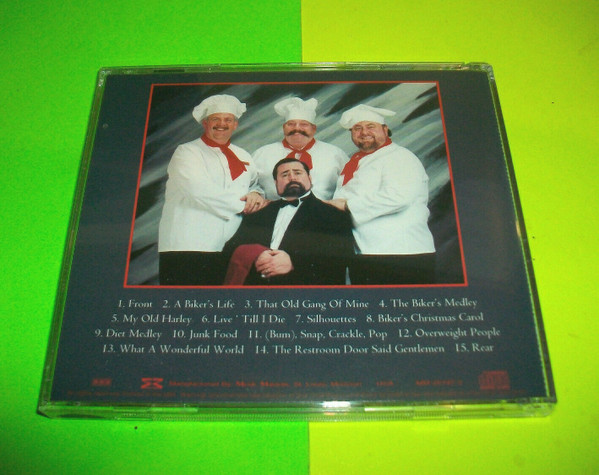 1. Front 2. A Biker's Life 3. That Old Gang Of Mine 4. The Biker's Medley
5. My Old Harley 6. Live ' Till I Die 7. Silhouettes 8. Biker's Christmas Carol
9. Diet Medley 10. Junk Food 11. (Bum), Snap, Crackle, Pop 12. Overweight People
13. What A Wonderful World 14. The Restroom Door Said Gentlemen 15. Rear